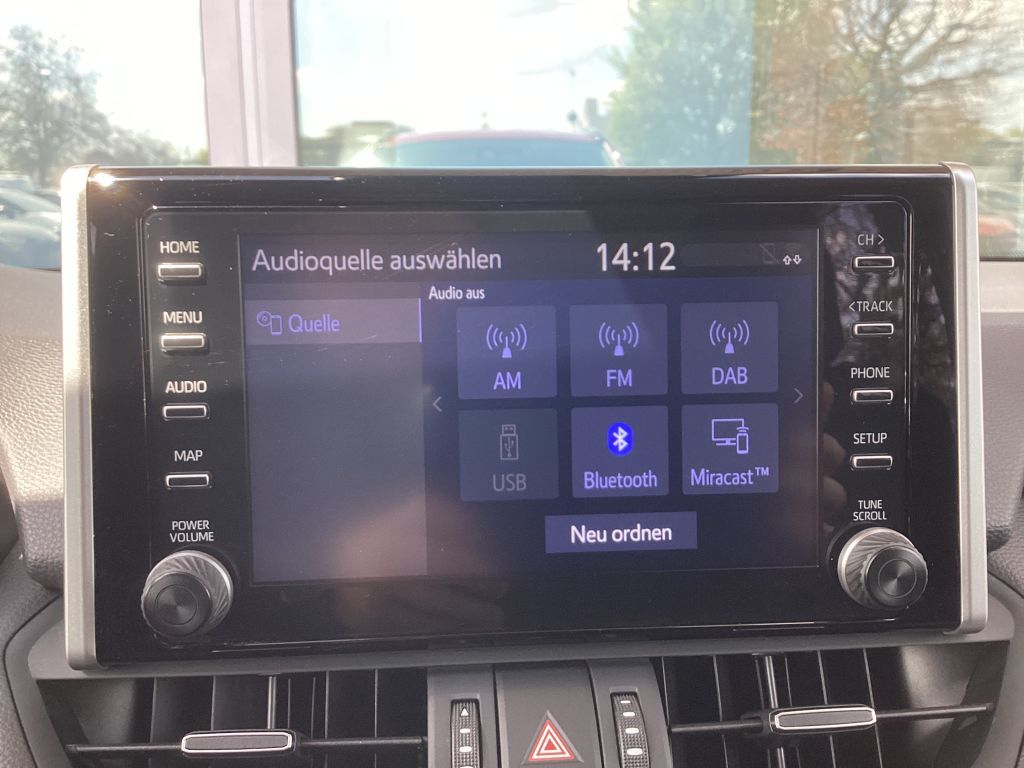 HOME
MENU
AUDIO
MAP
POWER
VOLUME
Audioquelle auswählen
14:12
Quelle
Audio aus
AM
FM
DAB
USB
Bluetooth
Miracast™
Neu ordnen
CH >
< TRACK
PHONE
SETUP
TUNE
SCROLL